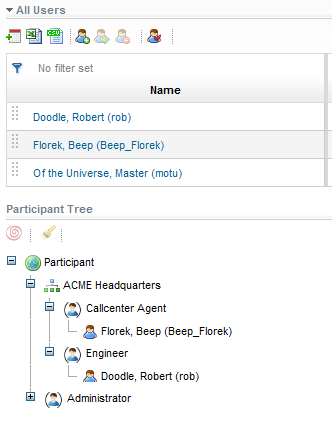 All Users
No filter set
Name
Doodle, Robert (rob)
Florek, Beep (Beep_Florek)
Of the Universe, Master (motu)
Participant Tree
Participant
ACME Headquarters
Callcenter Agent
Florek, Beep (Beep_Florek)
Engineer
Doodle, Robert (rob)
Administrator